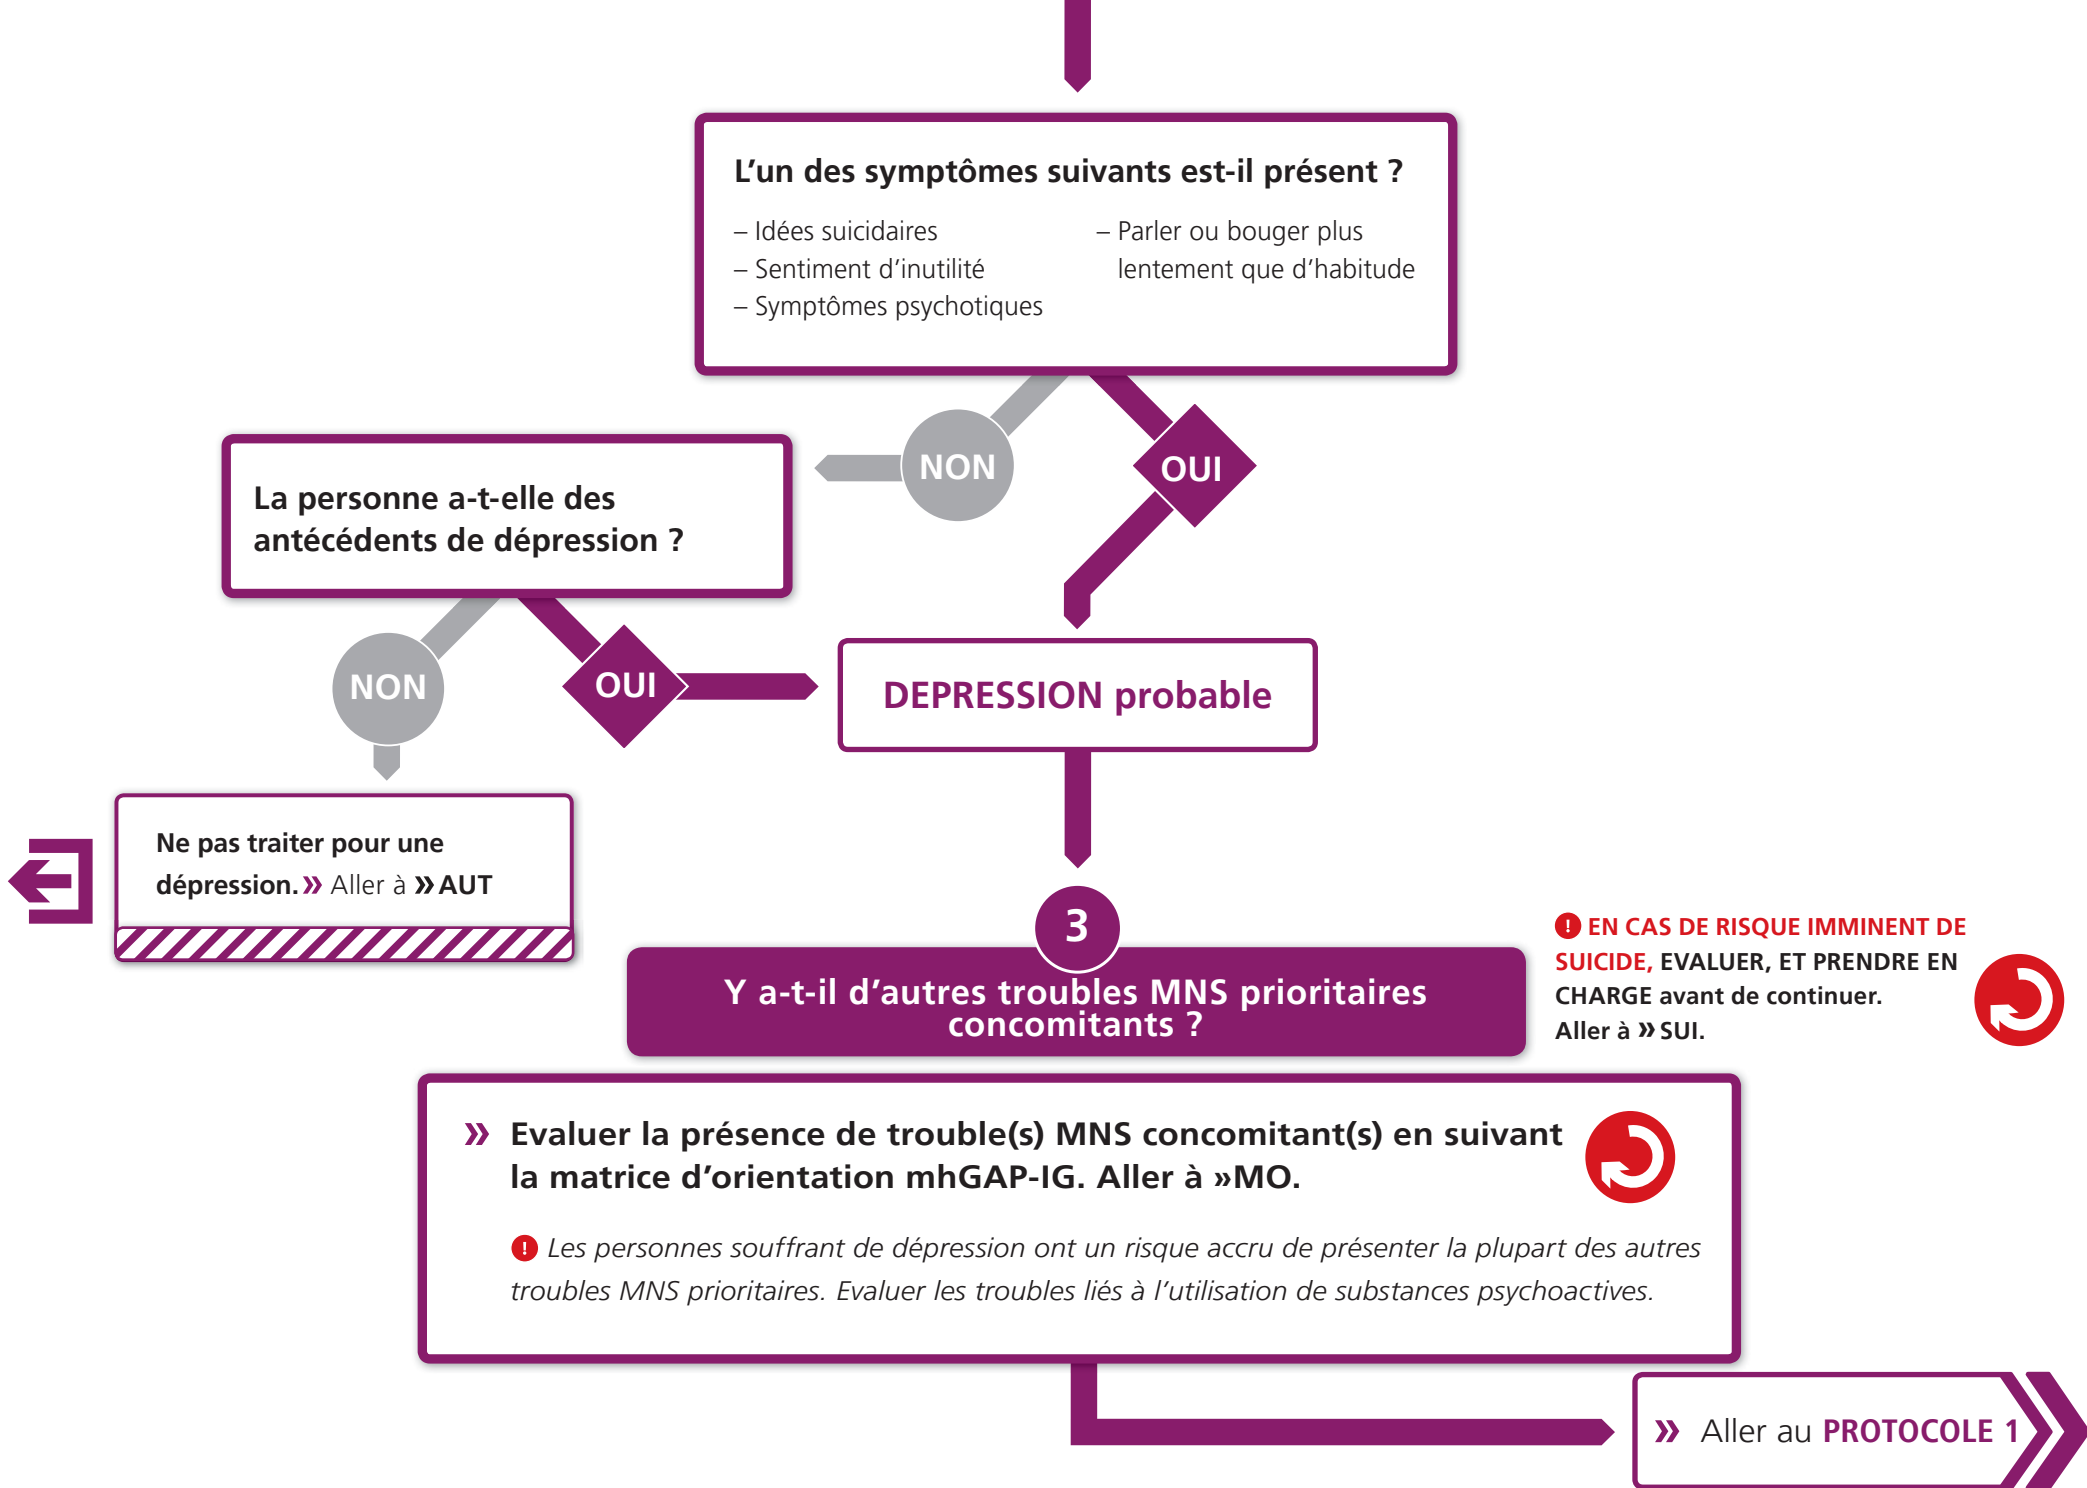 L’un des symptômes suivants est-il présent ?
– Idées suicidaires
– Sentiment d’inutilité
– Symptômes psychotiques
– Parler ou bouger plus
lentement que d’habitude
NON
OUI
La personne a-t-elle des
antécédents de dépression ?
NON
OUI
DEPRESSION probable
Ne pas traiter pour une
dépression.» Aller à »AUT
3
Y a-t-il d’autres troubles MNS prioritaires
concomitants ?
! EN CAS DE RISQUE IMMINENT DE
SUICIDE, EVALUER, ET PRENDRE EN
CHARGE avant de continuer.
Aller à »SUI.
» Evaluer la présence de trouble(s) MNS concomitant(s) en suivant
la matrice d’orientation mhGAP-IG. Aller à »MO.
! Les personnes souffrant de dépression ont un risque accru de présenter la plupart des autres
troubles MNS prioritaires. Evaluer les troubles liés à l’utilisation de substances psychoactives.
» Aller au PROTOCOLE 1